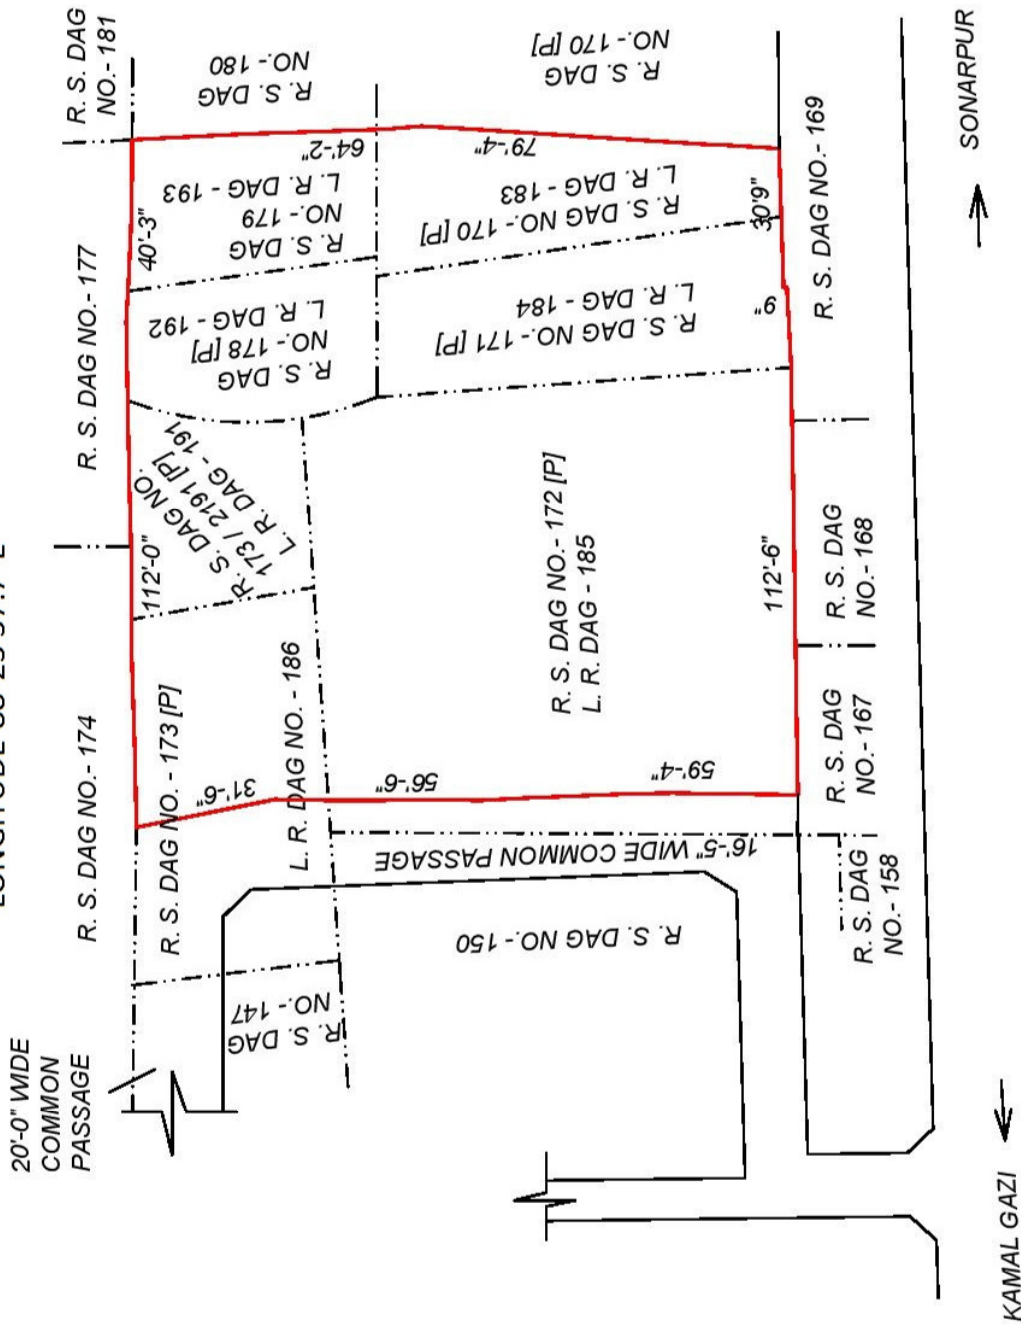 R. S. DAG
NO.- 181
R. S. DAG
NO.- 180
R. S. DAG
NO.- 170 [P]
R. S. DAG NO.- 177
40'-3"
R. S. DAG
NO.- 179
L. R. DAG - 193
64'-2"
79'-4"
R. S. DAG NO.- 170 [P]
L. R. DAG - 183
30'9"
R. S. DAG NO.- 169
SONARPUR
R. S. DAG
NO.- 178 [P]
L. R. DAG - 192
R. S. DAG NO.- 171 [P]
L. R. DAG - 184
9"
R. S. DAG NO.
173 / 2191 [P]
L. R. DAG - 191
112'-0"
R. S. DAG NO.- 172 [P]
L. R. DAG - 185
112'-6"
R. S. DAG
NO.- 168
R. S. DAG NO.- 174
R. S. DAG NO.- 173 [P]
L. R. DAG NO. - 186
31'-6"
56'-6"
59'-4"
R. S. DAG
NO.- 167
16'-5" WIDE COMMON PASSAGE
R. S. DAG
NO.- 158
R. S. DAG NO.- 150
R. S. DAG
NO.- 147
20'-0" WIDE
COMMON
PASSAGE
KAMAL GAZI